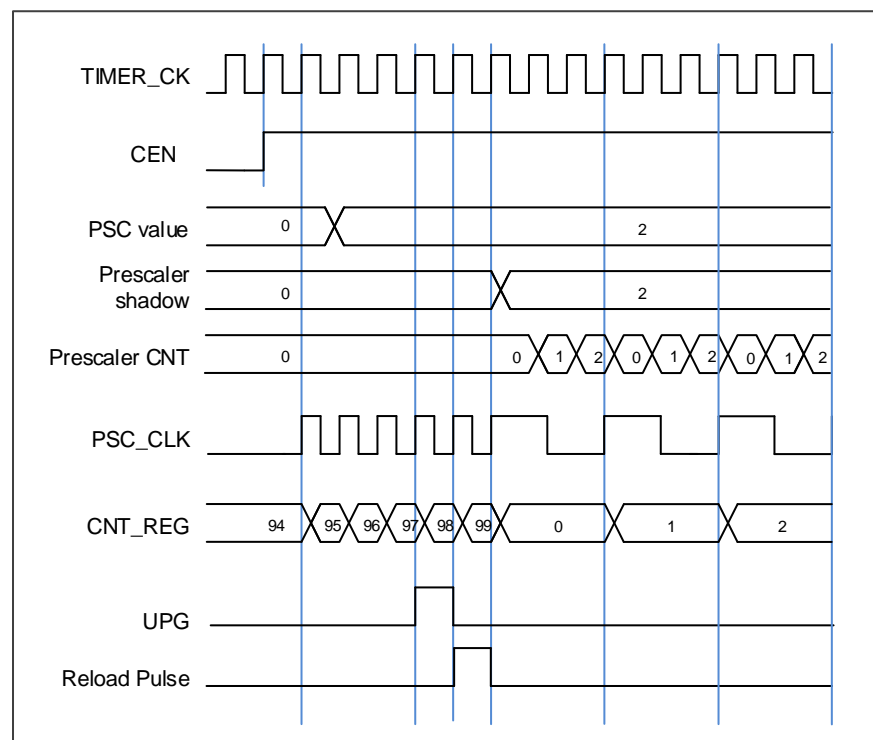 TIMER_CK
CEN
PSC value 0 2
Prescaler
shadow 0 2
Prescaler CNT 0 0 1 2 0 1 2 0 1 2
PSC_CLK
CNT_REG 94 95 96 97 98 99 0 1 2
UPG
Reload Pulse